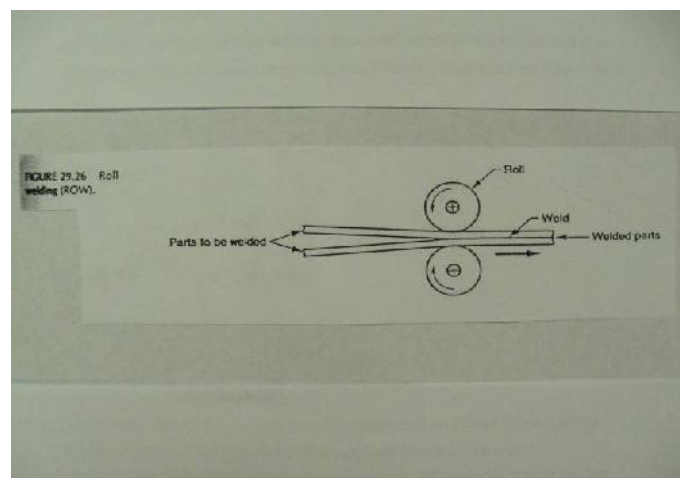 FIGURE 29.26 Roll
welding (ROW).
Roll
Weld
Parts to be welded
Welded parts